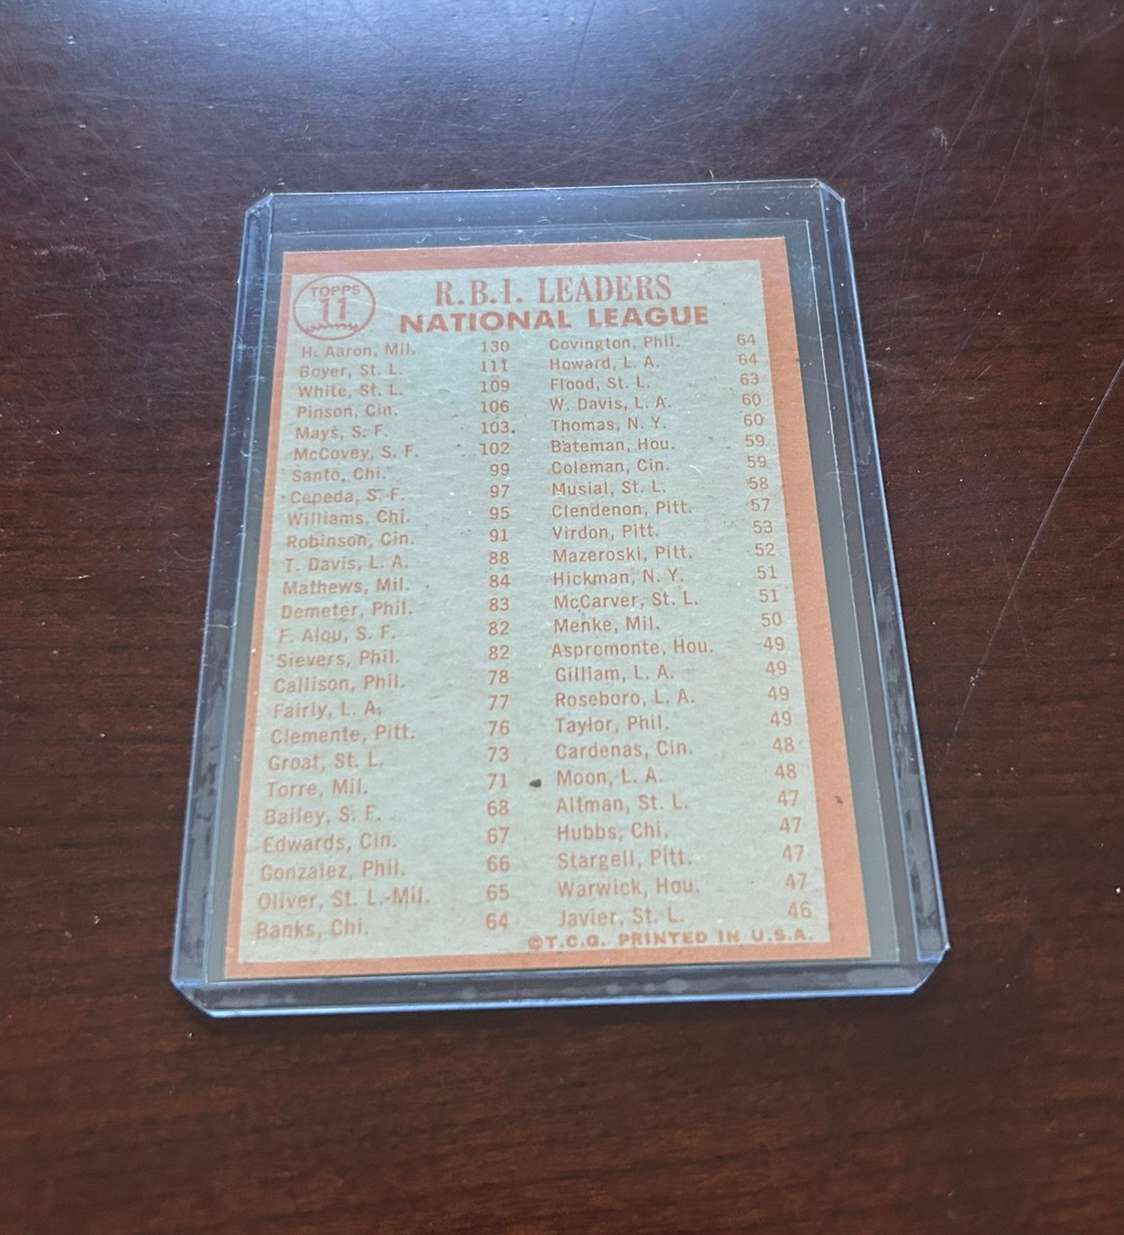 TOPPS
11
R.B.I. LEADERS
NATIONAL LEAGUE
H. Aaron, Mil. 130
Boyer, St. L. 111
White, St. L. 109
Pinson, Cin. 106
Mays, S. F. 103
McCovey, S. F. 102
Santo, Chi. 99
Cepeda, S. F. 97
Williams, Chi. 95
Robinson, Cin. 91
T. Davis, L. A. 88
Mathews, Mil. 84
Demeter, Phil. 83
F. Alou, S. F. 82
Sievers, Phil. 82
Callison, Phil. 78
Fairly, L. A. 77
Clemente, Pitt. 76
Groat, St. L. 73
Torre, Mil. 71
Bailey, S. F. 68
Edwards, Cin. 67
Gonzalez, Phil. 66
Oliver, St. L.-Mil. 65
Banks, Chi. 64
Covington, Phil. 64
Howard, L. A. 64
Flood, St. L. 63
W. Davis, L. A. 60
Thomas, N. Y. 60
Bateman, Hou. 59
Coleman, Cin. 59
Musial, St. L. 58
Clendenon, Pitt. 57
Virdon, Pitt. 53
Mazeroski, Pitt. 52
Hickman, N. Y. 51
McCarver, St. L. 51
Menke, Mil. 50
Aspromonte, Hou. 49
Gilliam, L. A. 49
Roseboro, L. A. 49
Taylor, Phil. 49
Cardenas, Cin. 48
Moon, L. A. 48
Altman, St. L. 47
Hubbs, Chi. 47
Stargell, Pitt. 47
Warwick, Hou. 47
Javier, St. L. 46
©T.C.G. PRINTED IN U.S.A.